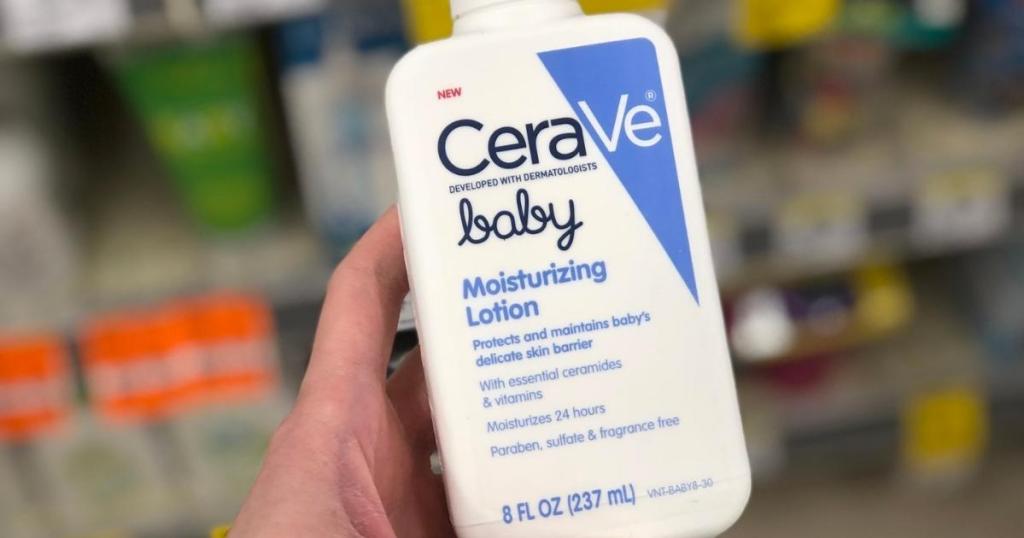 NEW
CeraVe®
DEVELOPED WITH DERMATOLOGISTS
baby
Moisturizing
Lotion
Protects and maintains baby's
delicate skin barrier
With essential ceramides
& vitamins
Moisturizes 24 hours
Paraben, sulfate & fragrance free
8 FL OZ (237 mL) VNT-BABY8-30